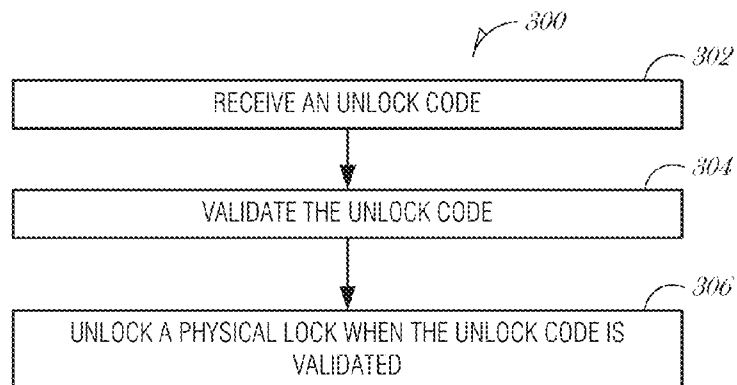 300
302
RECEIVE AN UNLOCK CODE
304
VALIDATE THE UNLOCK CODE
306
UNLOCK A PHYSICAL LOCK WHEN THE UNLOCK CODE IS
VALIDATED